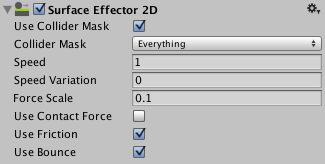 Surface Effector 2D
Use Collider Mask
Collider Mask Everything
Speed 1
Speed Variation 0
Force Scale 0.1
Use Contact Force
Use Friction
Use Bounce